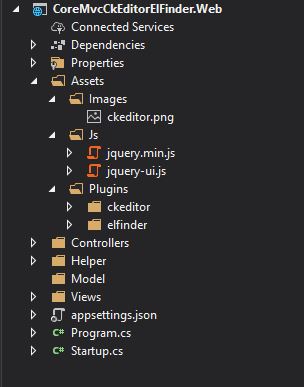 CoreMvcCkEditorElFinder.Web
Connected Services
Dependencies
Properties
Assets
Images
ckeditor.png
Js
jquery.min.js
jquery-ui.js
Plugins
ckeditor
elfinder
Controllers
Helper
Model
Views
appsettings.json
C# Program.cs
C# Startup.cs